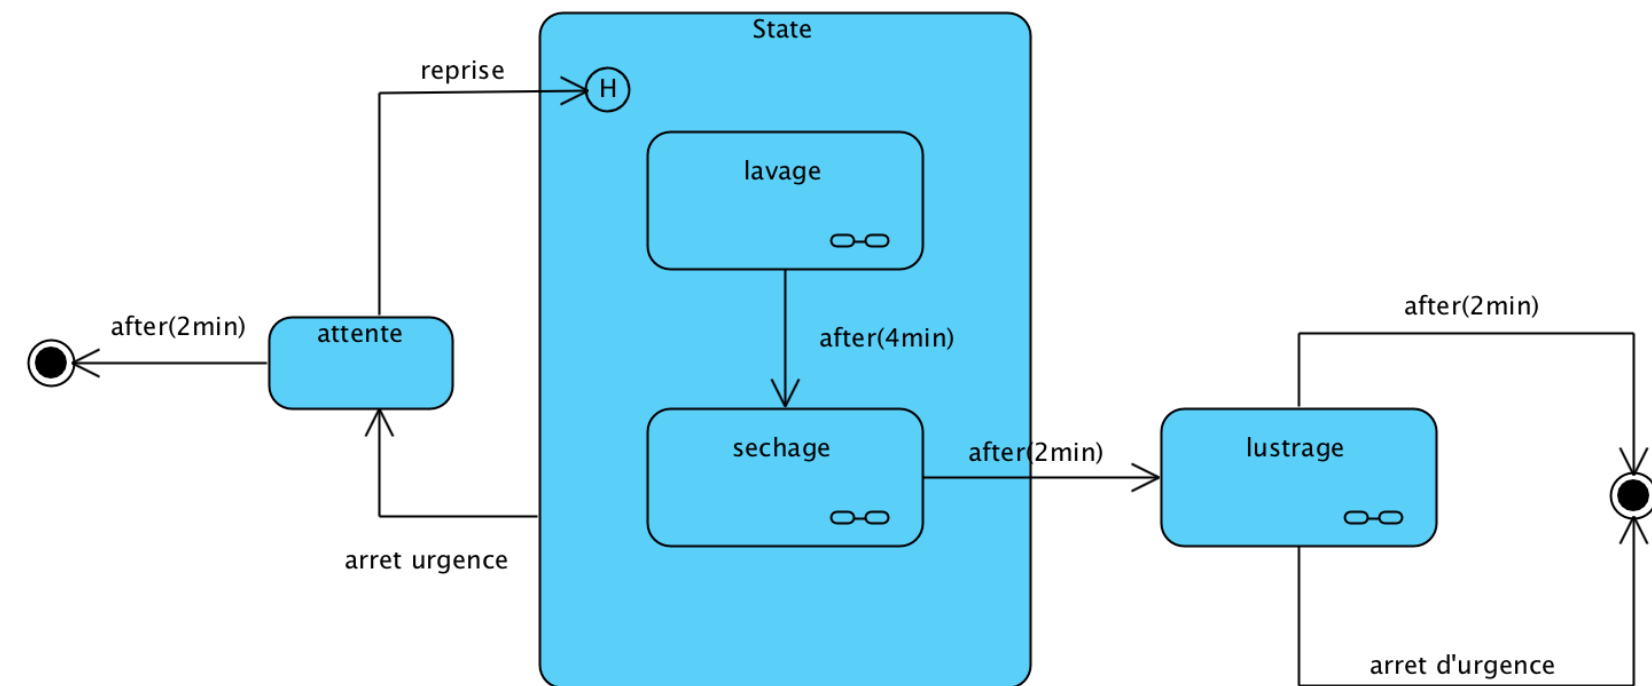 State
reprise
H
lavage
after(2min)
attente
after(4min)
after(2min)
sechage
after(2min)
lustrage
arret urgence
arret d'urgence